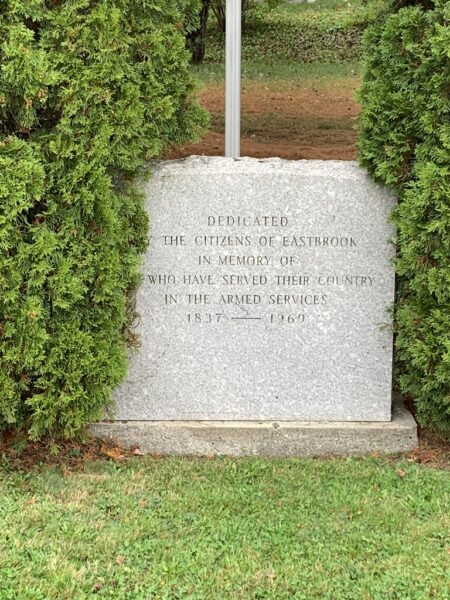 DEDICATED
Y THE CITIZENS OF EASTBROOK
IN MEMORY OF
WHO HAVE SERVED THEIR COUNTRY
IN THE ARMED SERVICES
1837 — 1969